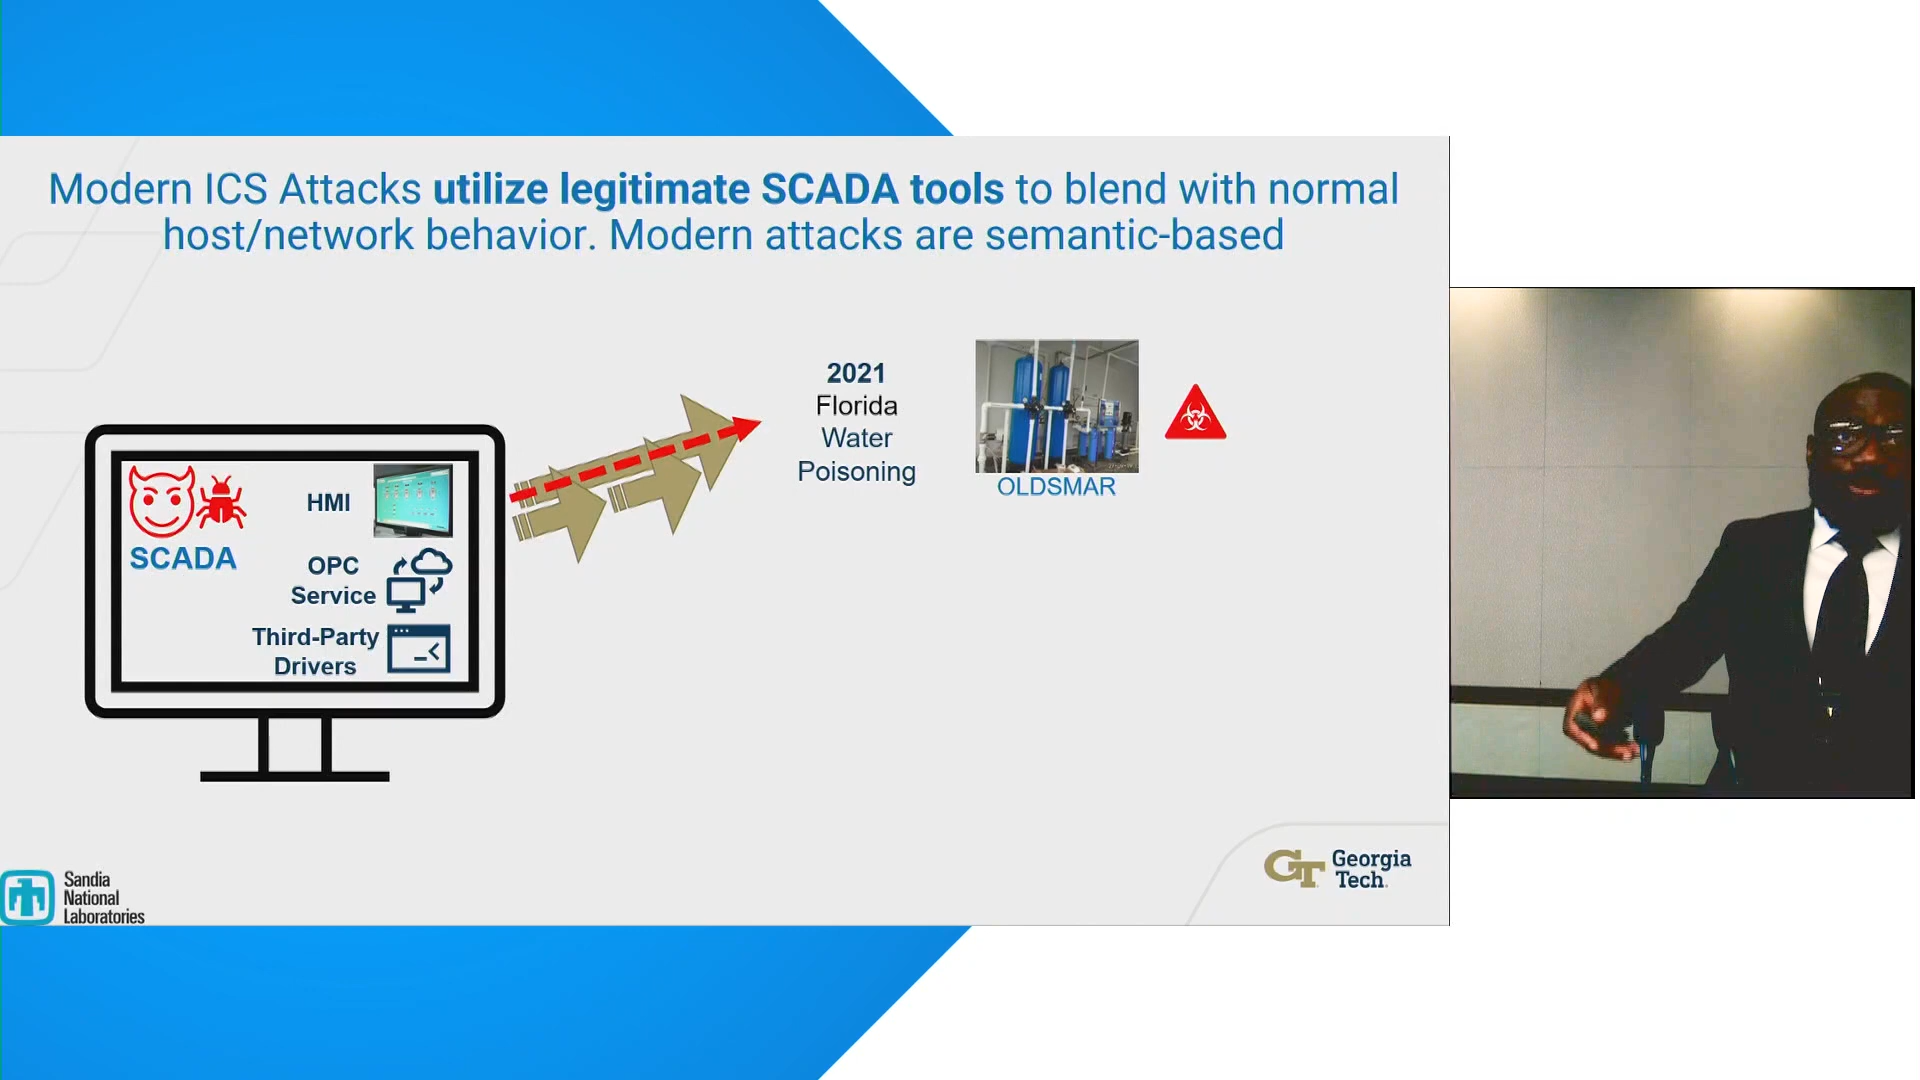 Modern ICS Attacks utilize legitimate SCADA tools to blend with normal
host/network behavior. Modern attacks are semantic-based
SCADA
HMI
OPC
Service
Third-Party
Drivers
2021
Florida
Water
Poisoning
OLDSMAR
Sandia
National
Laboratories
GT
Georgia
Tech.